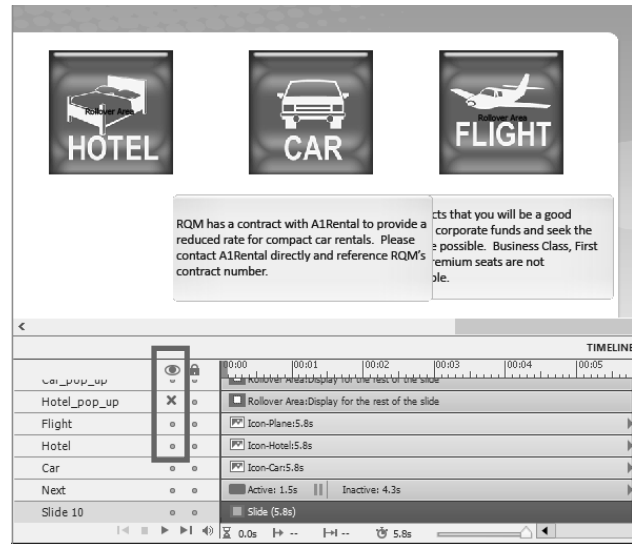 Rollover Area
Rollover Area
HOTEL
CAR
FLIGHT
RQM has a contract with A1Rental to provide a
reduced rate for compact car rentals. Please
contact A1Rental directly and reference RQM's
contract number.
cts that you will be a good
corporate funds and seek the
e possible. Business Class, First
remium seats are not
ble.
TIMELINE
00:00 00:01 00:02 00:03 00:04 00:05
Car_pop_up Rollover Area:Display for the rest of the slide
Hotel_pop_up Rollover Area:Display for the rest of the slide
Flight Icon-Plane:5.8s
Hotel Icon-Hotel:5.8s
Car Icon-Car:5.8s
Next Active: 1.5s Inactive: 4.3s
Slide 10 Slide (5.8s)
0.0s -- -- 5.8s